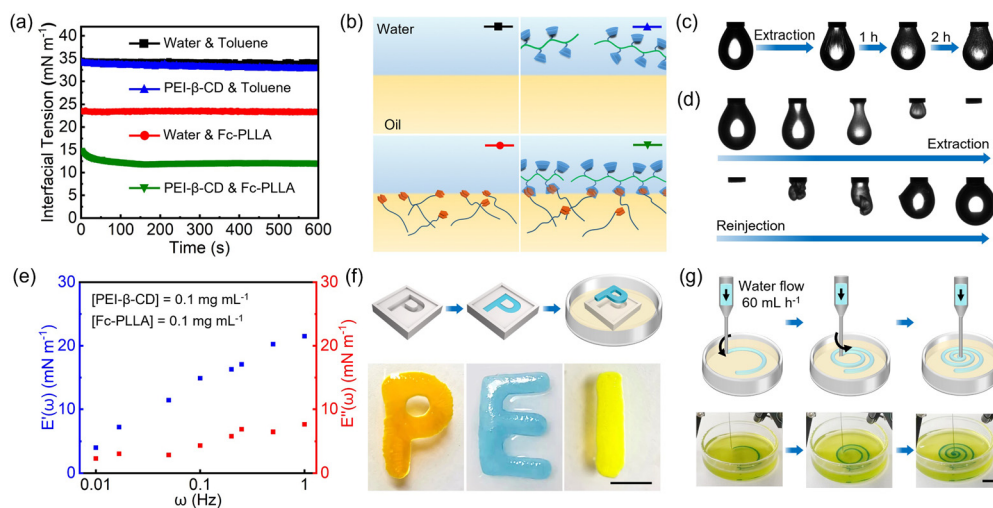 (a)
Interfacial Tension (mN m⁻¹)
45
40
35
30
25
20
15
10
5
0
Water & Toluene
PEI-β-CD & Toluene
Water & Fc-PLLA
PEI-β-CD & Fc-PLLA
0 100 200 300 400 500 600
Time (s)
(b)
Water
Oil
(c)
Extraction
1 h
2 h
(d)
Extraction
Reinjection
(e)
E'(ω) (mN m⁻¹)
30
20
10
0
[PEI-β-CD] = 0.1 mg mL⁻¹
[Fc-PLLA] = 0.1 mg mL⁻¹
30
20
10
0
E''(ω) (mN m⁻¹)
0.01 0.1 1
ω (Hz)
(f)
P
P
P
P E I
(g)
Water flow
60 mL h⁻¹